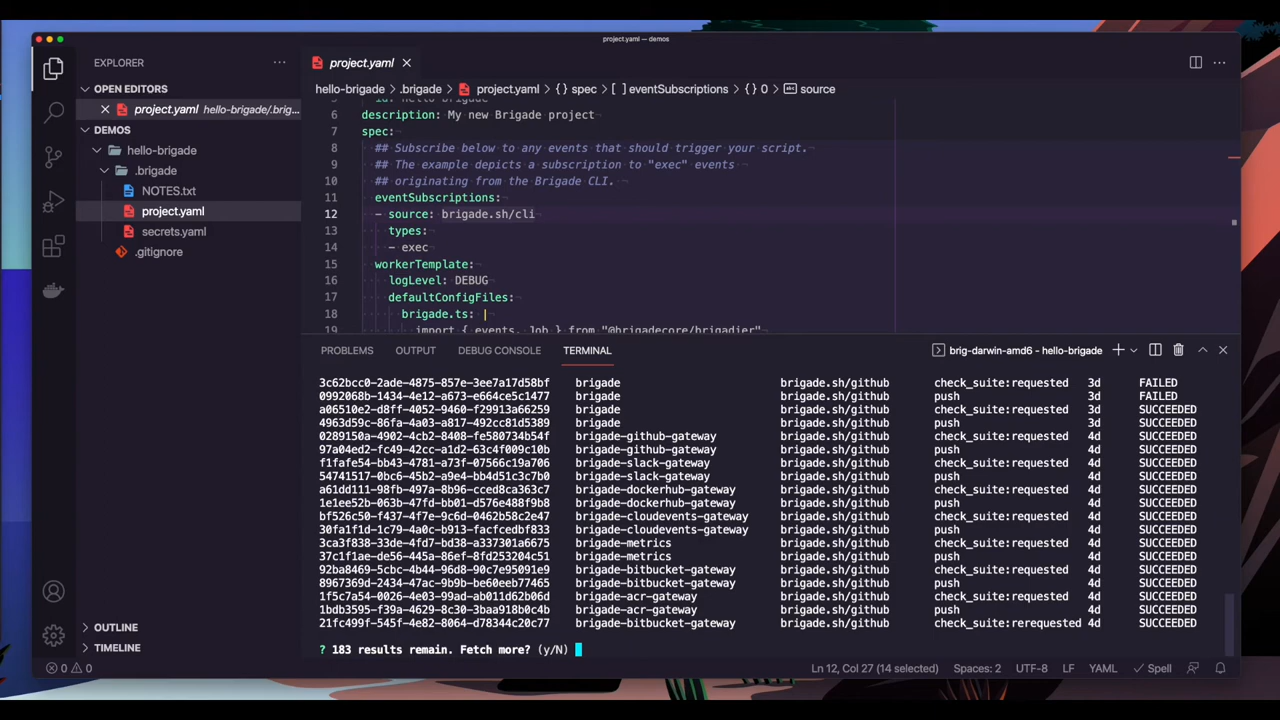 project.yaml — demos
EXPLORER
project.yaml
OPEN EDITORS
project.yaml hello-brigade/.brig...
DEMOS
hello-brigade
.brigade
NOTES.txt
project.yaml
secrets.yaml
.gitignore
OUTLINE
TIMELINE
hello-brigade > .brigade > project.yaml > {} spec > [ ] eventSubscriptions > {} 0 > abc source
5 id: hello-brigade
6 description: My new Brigade project
7 spec:
8 ## Subscribe below to any events that should trigger your script.
9 ## The example depicts a subscription to "exec" events
10 ## originating from the Brigade CLI.
11 eventSubscriptions:
12 - source: brigade.sh/cli
13 types:
14 - exec
15 workerTemplate:
16 logLevel: DEBUG
17 defaultConfigFiles:
18 brigade.ts: |
19 import { events, Job } from "@brigadecore/brigadier"
PROBLEMS OUTPUT DEBUG CONSOLE TERMINAL brig-darwin-amd6 - hello-brigade
3c62bcc0-2ade-4875-857e-3ee7a17d58bf brigade brigade.sh/github check_suite:requested 3d FAILED
0992068b-1434-4e12-a673-e664ce5c1477 brigade brigade.sh/github push 3d FAILED
a06510e2-d8ff-4052-9460-f29913a66259 brigade brigade.sh/github check_suite:requested 3d SUCCEEDED
4963d59c-86fa-4a03-a817-492cc81d5389 brigade brigade.sh/github push 3d SUCCEEDED
0289150a-4902-4cb2-8408-fe580734b54f brigade-github-gateway brigade.sh/github check_suite:requested 4d SUCCEEDED
97a04ed2-fc49-42cc-a1d2-63c4f009c10b brigade-github-gateway brigade.sh/github push 4d SUCCEEDED
f1fafe54-bb43-4781-a73f-07566c19a706 brigade-slack-gateway brigade.sh/github check_suite:requested 4d SUCCEEDED
54741517-0bc6-45b2-a9e4-bb4d51c3c7b0 brigade-slack-gateway brigade.sh/github push 4d SUCCEEDED
a61dd111-98fb-497a-8b96-cced8ca363c7 brigade-dockerhub-gateway brigade.sh/github check_suite:requested 4d SUCCEEDED
1e1ee52b-063b-47fd-bb01-d576e488f9b8 brigade-dockerhub-gateway brigade.sh/github push 4d SUCCEEDED
bf526c50-f437-4f7e-9c6d-0462b58c2e47 brigade-cloudevents-gateway brigade.sh/github check_suite:requested 4d SUCCEEDED
30fa1f1d-1c79-4a0c-b913-facfcedbf833 brigade-cloudevents-gateway brigade.sh/github push 4d SUCCEEDED
3ca3f838-33de-4fd7-bd38-a337301a6675 brigade-metrics brigade.sh/github check_suite:requested 4d SUCCEEDED
37c1f1ae-de56-445a-86ef-8fd253204c51 brigade-metrics brigade.sh/github push 4d SUCCEEDED
92ba8469-5cbc-4b44-96d8-90c7e95091e9 brigade-bitbucket-gateway brigade.sh/github check_suite:requested 4d SUCCEEDED
8967369d-2434-47ac-9b9b-be60eeb77465 brigade-bitbucket-gateway brigade.sh/github push 4d SUCCEEDED
1f5c7a54-0026-4e03-99ad-ab011d62b06d brigade-acr-gateway brigade.sh/github check_suite:requested 4d SUCCEEDED
1bdb3595-f39a-4629-8c30-3baa918b0c4b brigade-acr-gateway brigade.sh/github push 4d SUCCEEDED
21fc499f-545f-4e82-8064-d78344c20c77 brigade-bitbucket-gateway brigade.sh/github check_suite:rerequested 4d SUCCEEDED
? 183 results remain. Fetch more? (y/N)
0 0 Ln 12, Col 27 (14 selected) Spaces: 2 UTF-8 LF YAML Spell